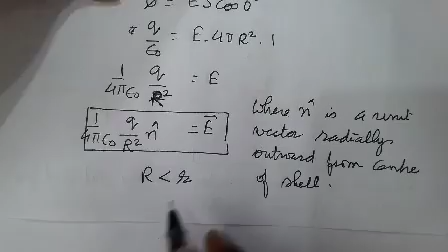 φ = ES cos 0°
∴ q/ε₀ = E. 4πR². 1
1/4πε₀ q/R² = E
1/4πε₀ q/R² n̂ = E⃗
where n̂ is a unit
vector radially
outward from centre
of shell.
R < r